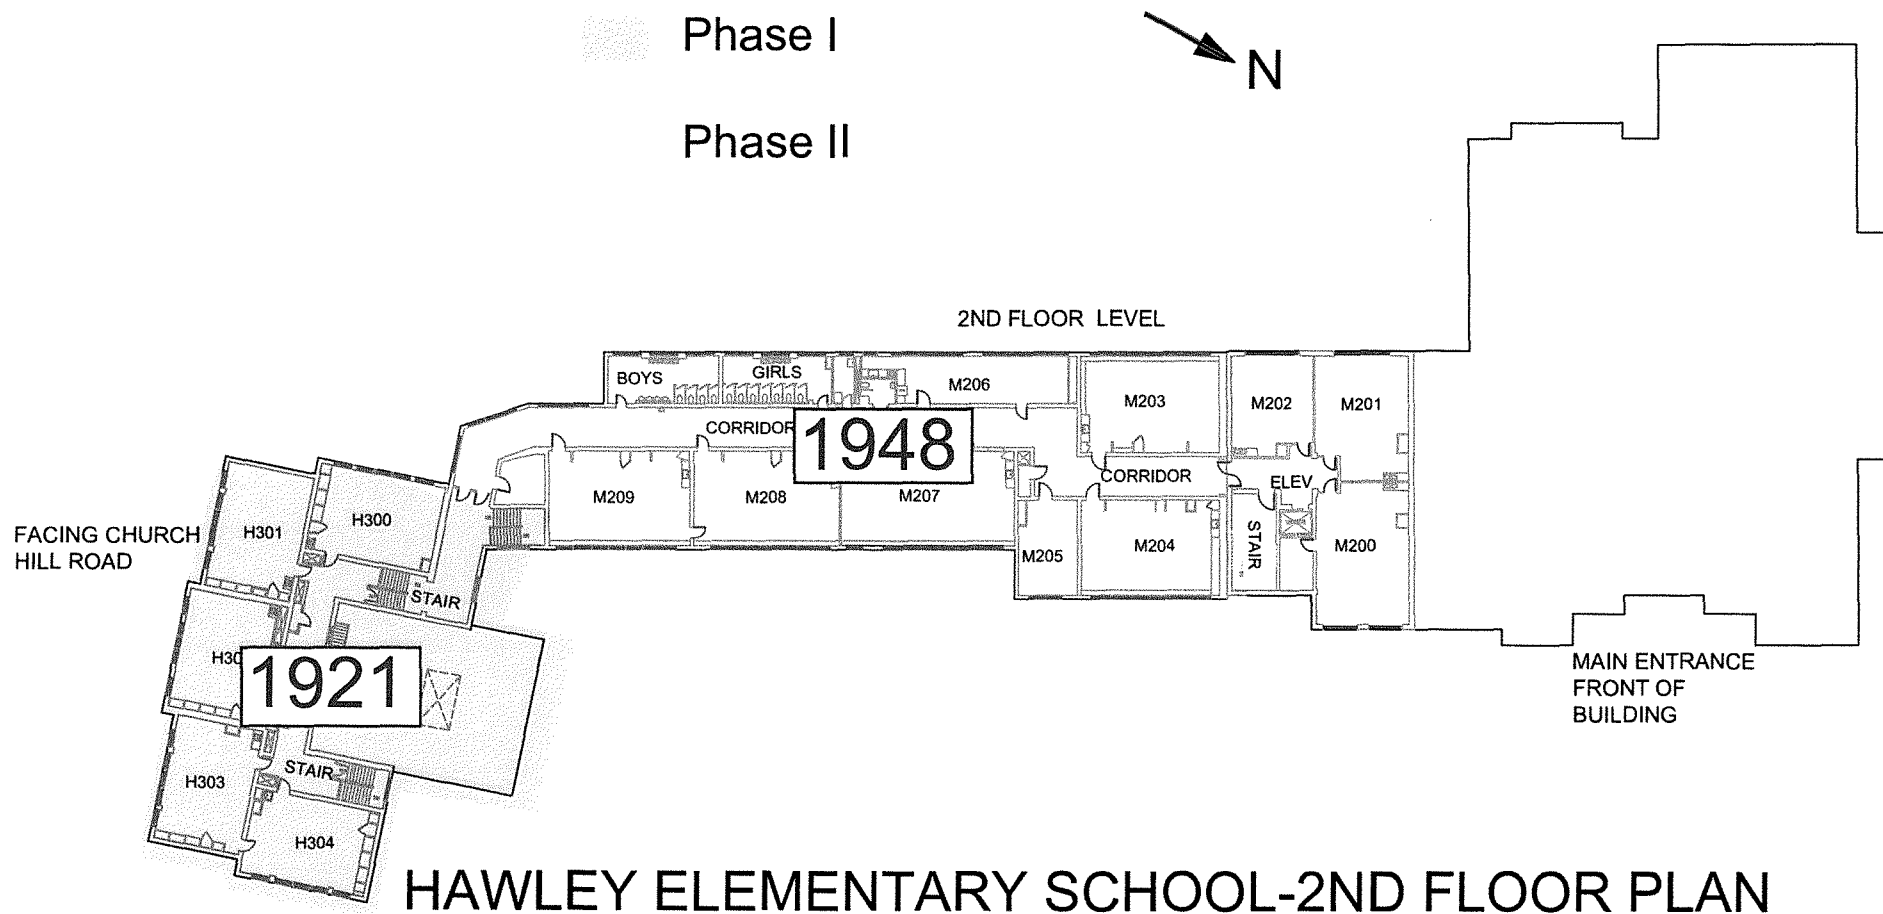 Phase I
N
Phase II
2ND FLOOR LEVEL
BOYS
GIRLS
M206
M203
M202
M201
CORRIDOR
1948
CORRIDOR
ELEV
M209
M208
M207
M205
M204
STAIR
M200
FACING CHURCH
HILL ROAD
H301
H300
STAIR
1921
H303
STAIR
H304
MAIN ENTRANCE
FRONT OF
BUILDING
HAWLEY ELEMENTARY SCHOOL-2ND FLOOR PLAN